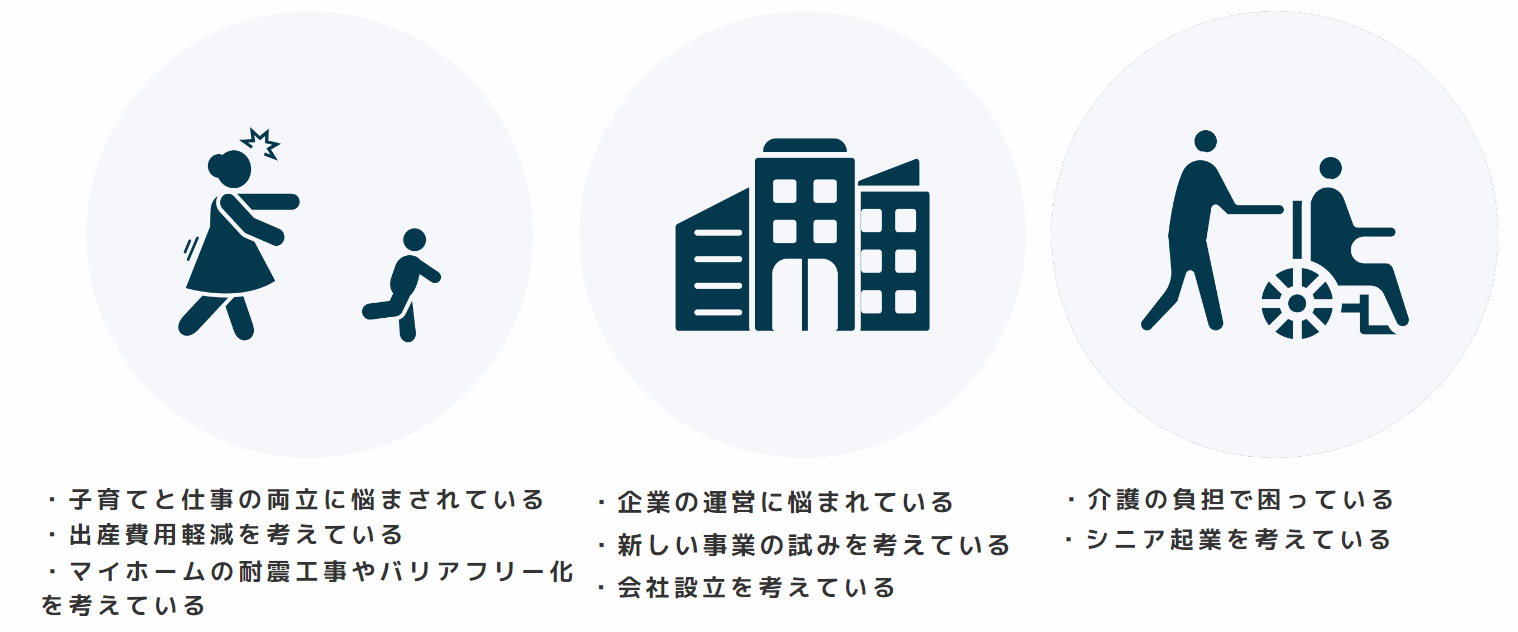 ・子育てと仕事の両立に悩まされている
・出産費用軽減を考えている
・マイホームの耐震工事やバリアフリー化
を考えている
・企業の運営に悩まれている
・新しい事業の試みを考えている
・会社設立を考えている
・介護の負担で困っている
・シニア起業を考えている